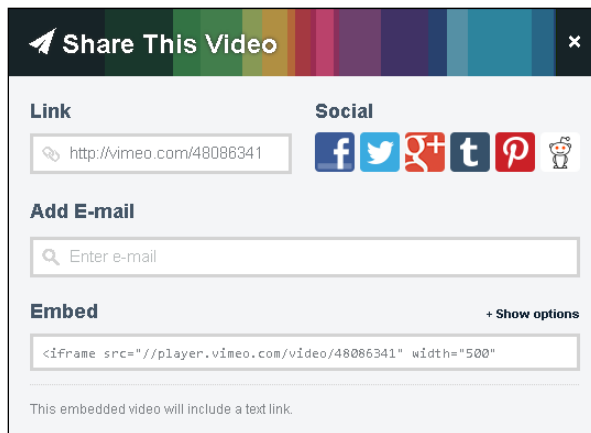 Share This Video ×
Link
Social
http://vimeo.com/48086341
f g+ t p
Add E-mail
Enter e-mail
Embed
+ Show options
<iframe src="//player.vimeo.com/video/48086341" width="500"
This embedded video will include a text link.